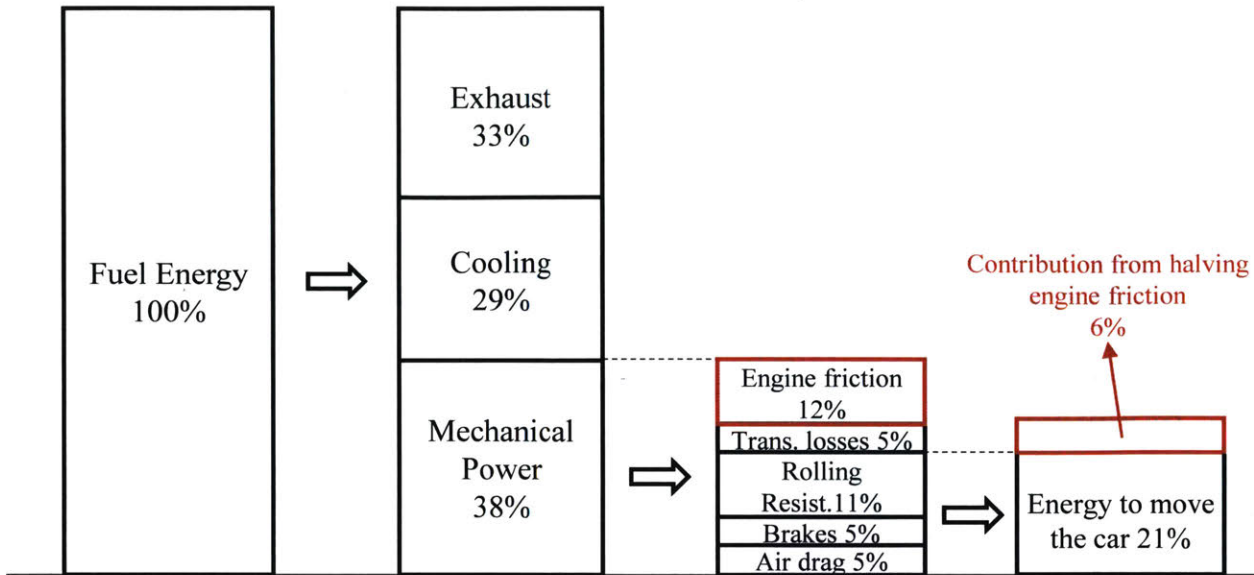 Fuel Energy
100%
Exhaust
33%
Cooling
29%
Mechanical
Power
38%
Engine friction
12%
Trans. losses 5%
Rolling
Resist.11%
Brakes 5%
Air drag 5%
Contribution from halving
engine friction
6%
Energy to move
the car 21%